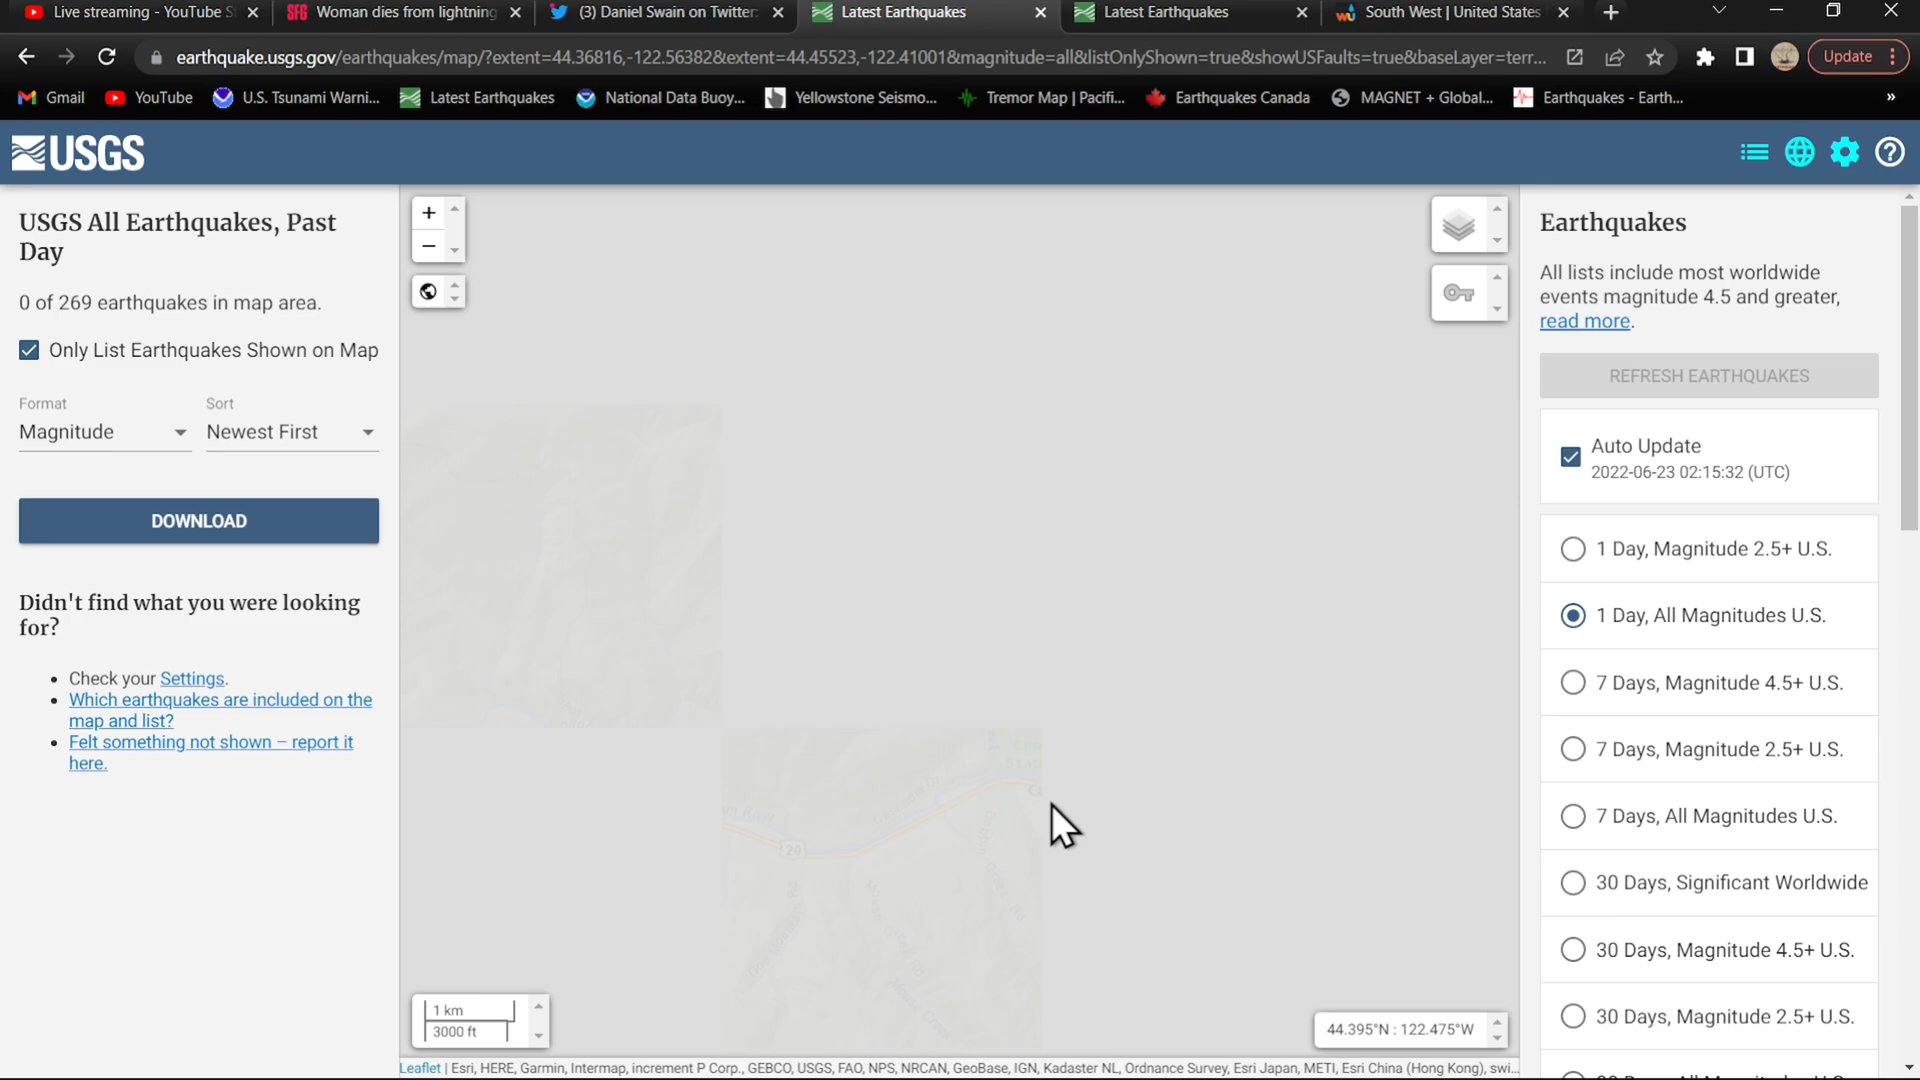 Live streaming - YouTube S
Woman dies from lightning
(3) Daniel Swain on Twitter:
Latest Earthquakes
Latest Earthquakes
South West | United States
earthquake.usgs.gov/earthquakes/map/?extent=44.36816,-122.56382&extent=44.45523,-122.41001&magnitude=all&listOnlyShown=true&showUSFaults=true&baseLayer=terr...
Update
Gmail
YouTube
U.S. Tsunami Warni...
Latest Earthquakes
National Data Buoy...
Yellowstone Seismo...
Tremor Map | Pacifi...
Earthquakes Canada
MAGNET + Global...
Earthquakes - Earth...
»
USGS
USGS All Earthquakes, Past
Day
0 of 269 earthquakes in map area.
Only List Earthquakes Shown on Map
Format
Sort
Magnitude
Newest First
DOWNLOAD
Didn't find what you were looking
for?
Check your Settings.
Which earthquakes are included on the
map and list?
Felt something not shown – report it
here.
+
−
20
1 km
3000 ft
44.395°N : 122.475°W
Leaflet | Esri, HERE, Garmin, Intermap, increment P Corp., GEBCO, USGS, FAO, NPS, NRCAN, GeoBase, IGN, Kadaster NL, Ordnance Survey, Esri Japan, METI, Esri China (Hong Kong), swi...
Earthquakes
All lists include most worldwide
events magnitude 4.5 and greater,
read more.
REFRESH EARTHQUAKES
Auto Update
2022-06-23 02:15:32 (UTC)
1 Day, Magnitude 2.5+ U.S.
1 Day, All Magnitudes U.S.
7 Days, Magnitude 4.5+ U.S.
7 Days, Magnitude 2.5+ U.S.
7 Days, All Magnitudes U.S.
30 Days, Significant Worldwide
30 Days, Magnitude 4.5+ U.S.
30 Days, Magnitude 2.5+ U.S.